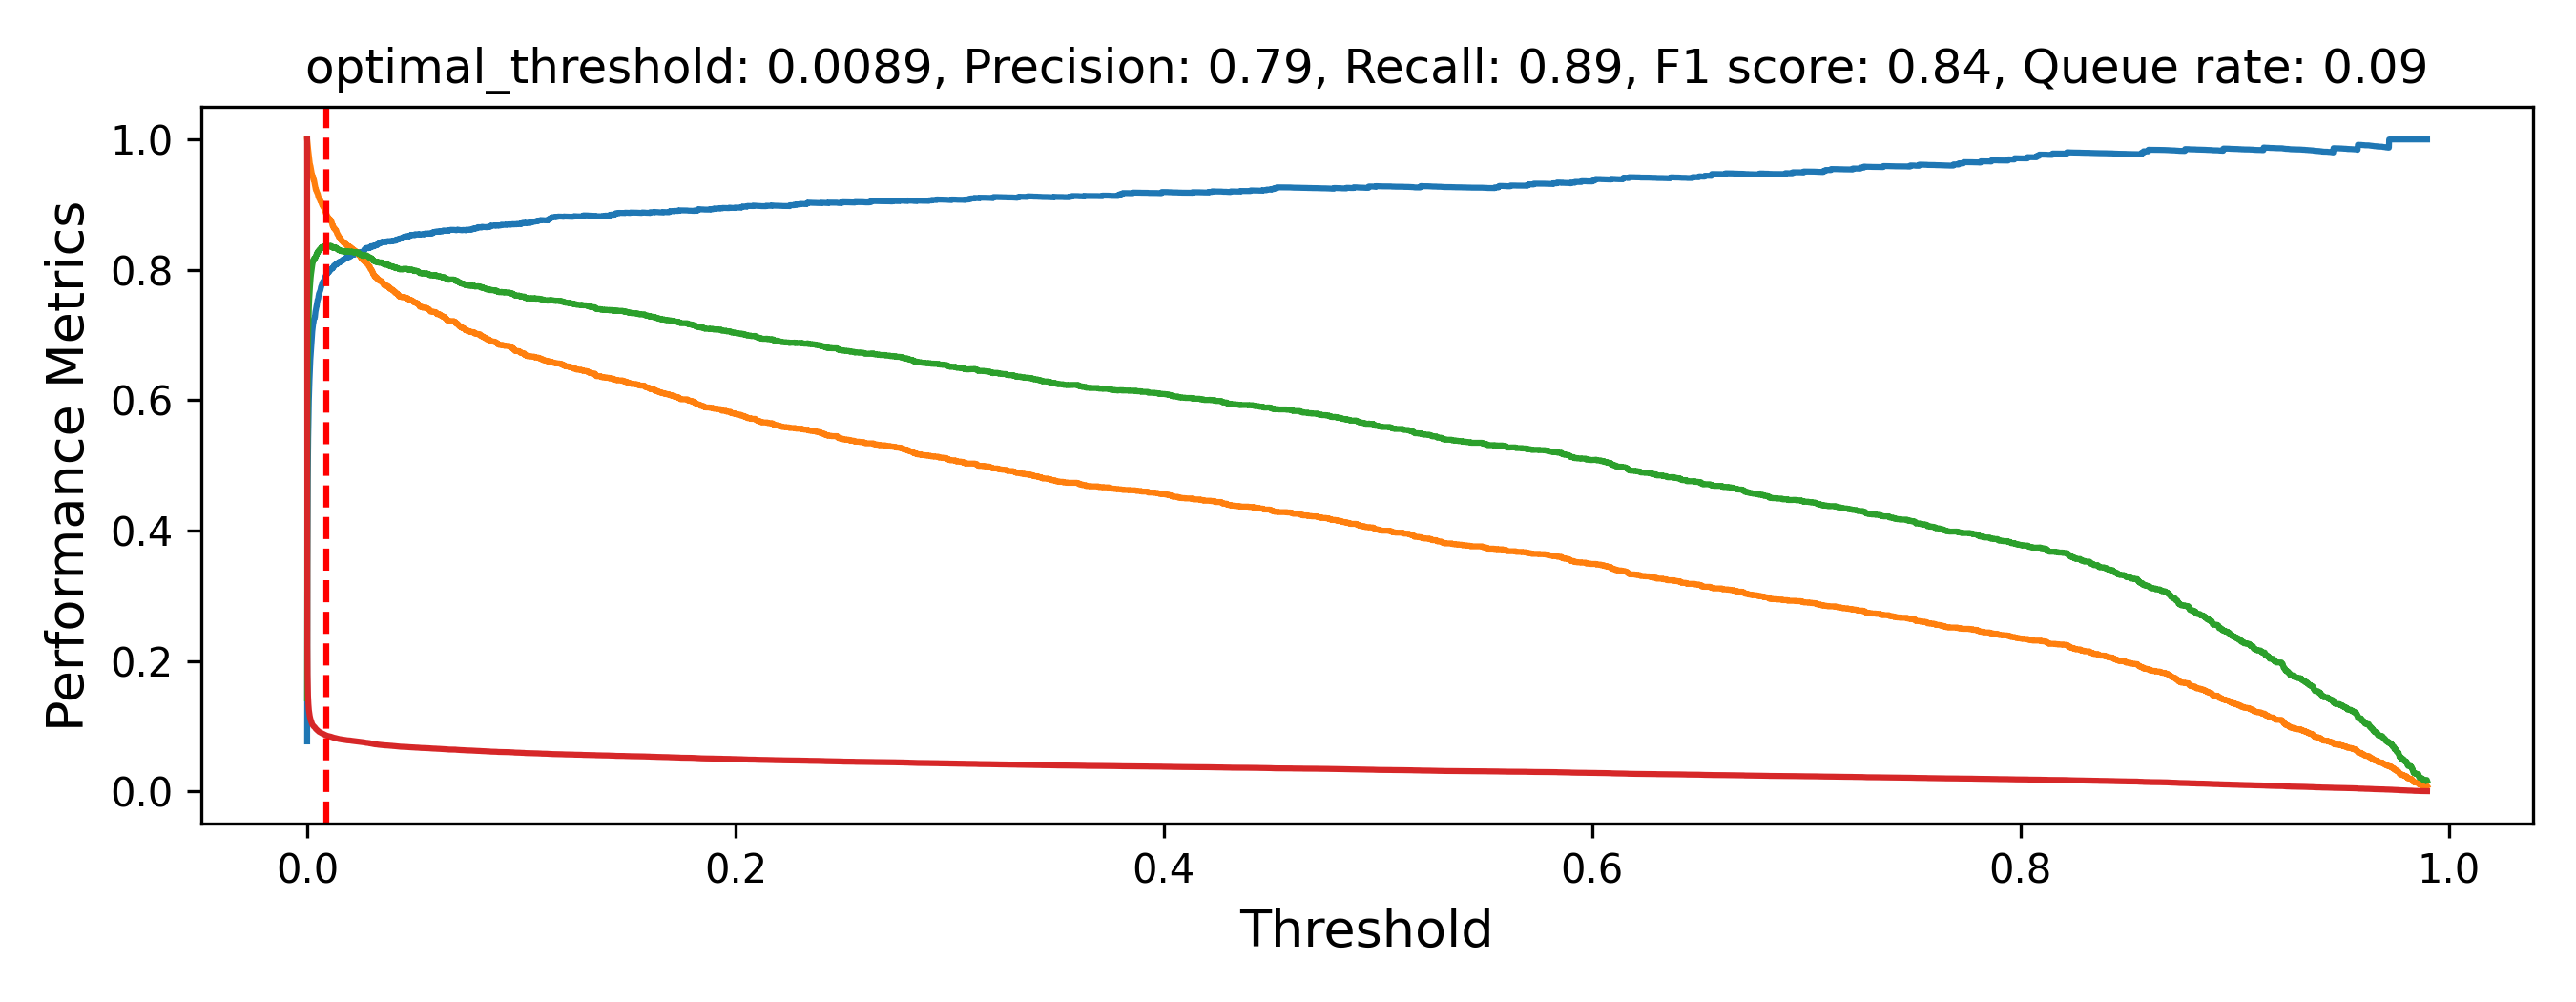 optimal_threshold: 0.0089, Precision: 0.79, Recall: 0.89, F1 score: 0.84, Queue rate: 0.09
Performance Metrics
1.0
0.8
0.6
0.4
0.2
0.0
0.0 0.2 0.4 0.6 0.8 1.0
Threshold